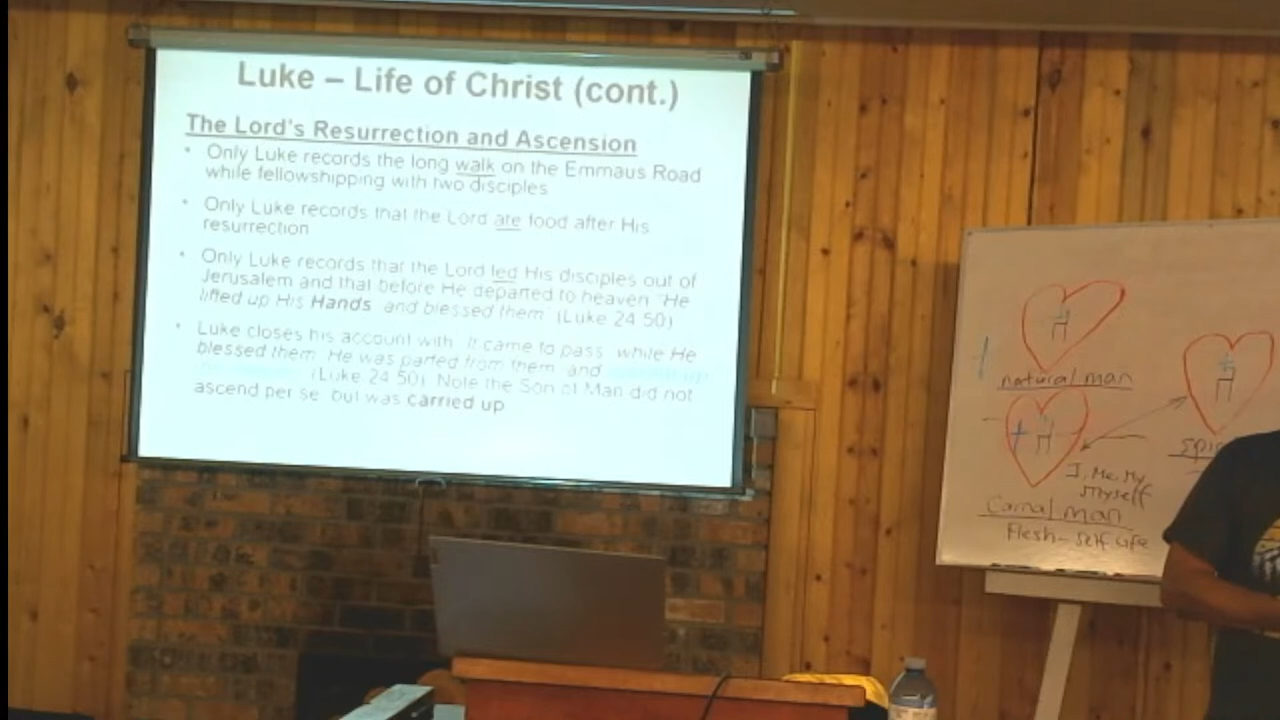 Luke – Life of Christ (cont.)
The Lord's Resurrection and Ascension
• Only Luke records the long walk on the Emmaus Road
while fellowshipping with two disciples
• Only Luke records that the Lord ate food after His
resurrection
• Only Luke records that the Lord led His disciples out of
Jerusalem and that before He departed to heaven "He
lifted up His Hands and blessed them" (Luke 24:50)
• Luke closes his account with it came to pass while He
blessed them He was parted from them and
(Luke 24:50). Note the Son of Man did not
ascend per se but was carried up
natural man
I, Me, My
Myself
Carnal man
Flesh - Self Life